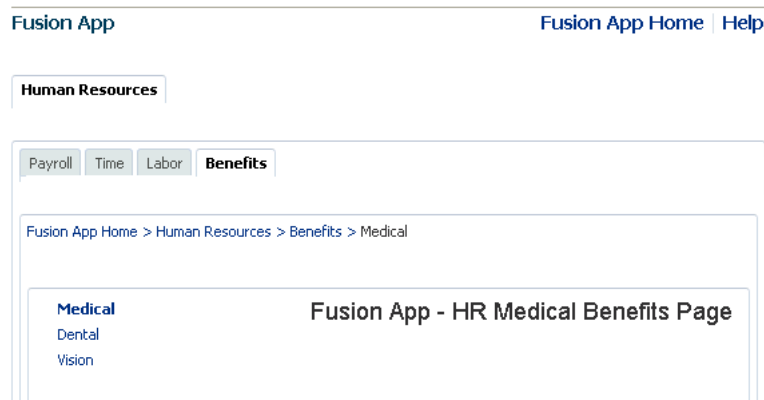 Fusion App
Fusion App Home | Help
Human Resources
Payroll Time Labor Benefits
Fusion App Home > Human Resources > Benefits > Medical
Medical
Fusion App - HR Medical Benefits Page
Dental
Vision